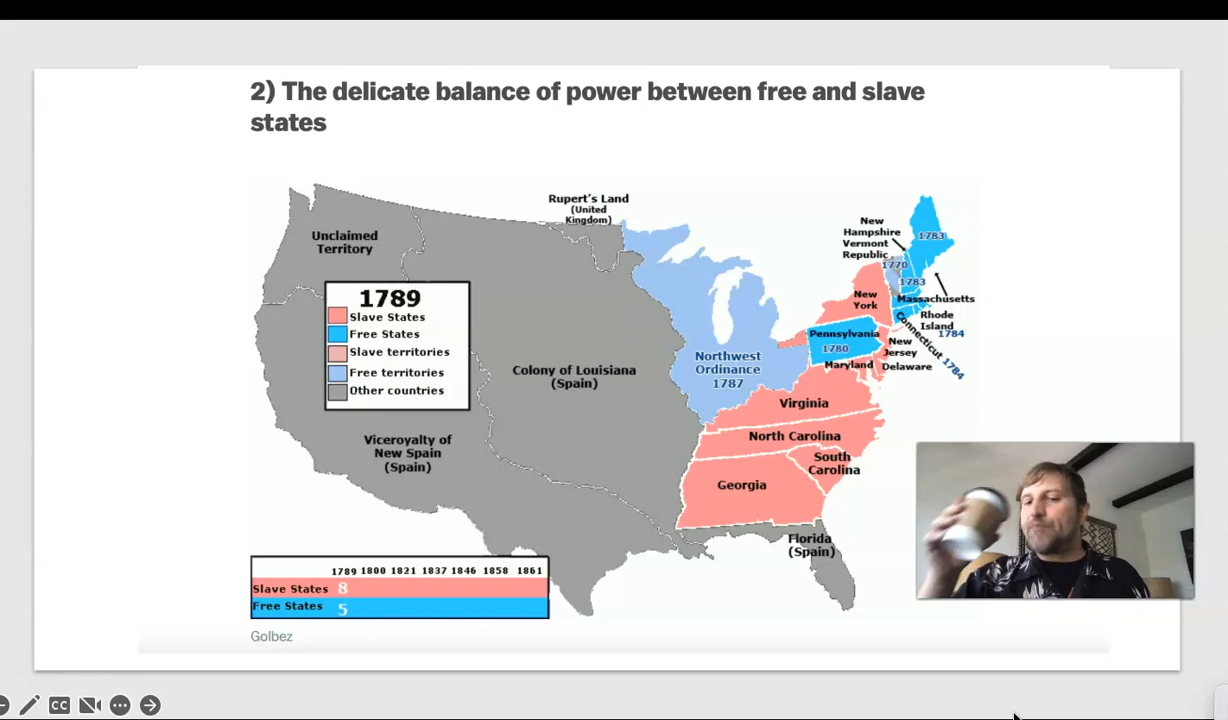 2) The delicate balance of power between free and slave
states
Rupert's Land
(United
Kingdom)
Unclaimed
Territory
New
Hampshire
Vermont
Republic
1783
1770
1783
1789
Slave States
Free States
Slave territories
Free territories
Other countries
New
York
Massachusetts
Rhode
Island
1784
Connecticut 1784
Pennsylvania
1780
New
Jersey
Maryland
Delaware
Northwest
Ordinance
1787
Colony of Louisiana
(Spain)
Virginia
North Carolina
South
Carolina
Georgia
Viceroyalty of
New Spain
(Spain)
Florida
(Spain)
1789 1800 1821 1837 1846 1858 1861
Slave States 8
Free States 5
Golbez
CC